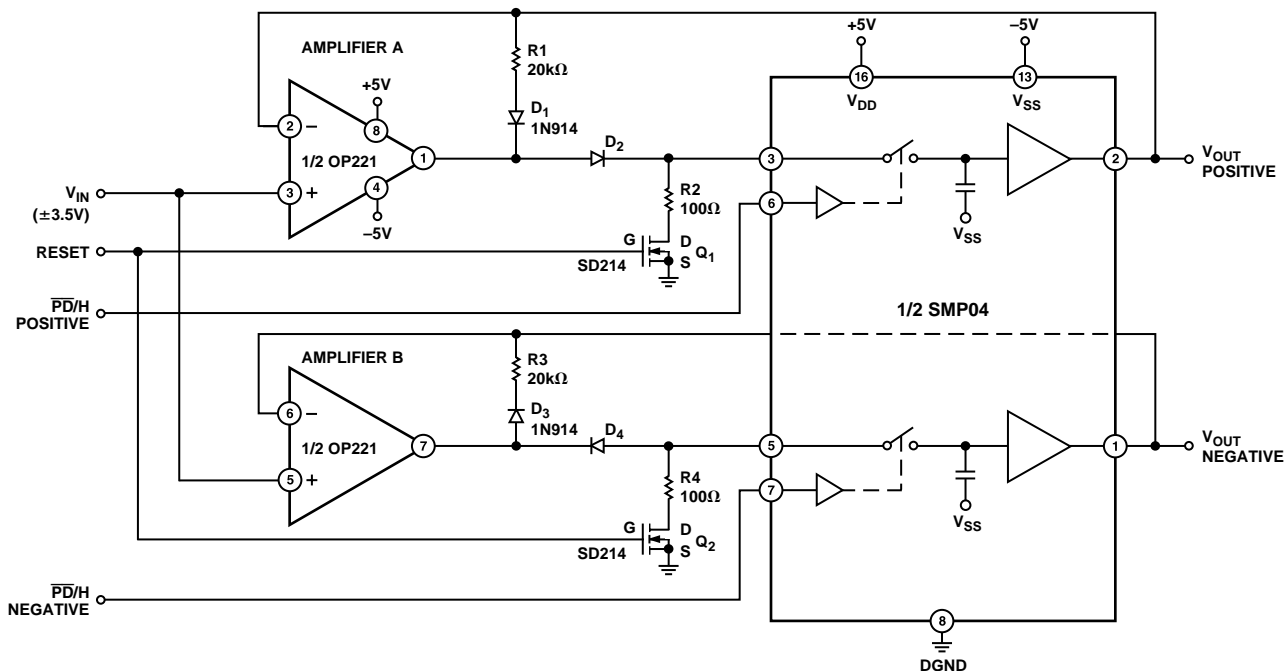 AMPLIFIER A
+5V
8
2
−
1/2 OP221
1
3
+
4
−5V
R1
20kΩ
D1
1N914
D2
R2
100Ω
G
D
S
Q1
SD214
VIN
(±3.5V)
RESET
PD/H
POSITIVE
+5V
−5V
16
13
VDD
VSS
3
6
2
VSS
VOUT
POSITIVE
1/2 SMP04
AMPLIFIER B
6
−
1/2 OP221
7
5
+
R3
20kΩ
D3
1N914
D4
R4
100Ω
G
D
S
Q2
SD214
PD/H
NEGATIVE
5
7
1
VSS
VOUT
NEGATIVE
8
DGND